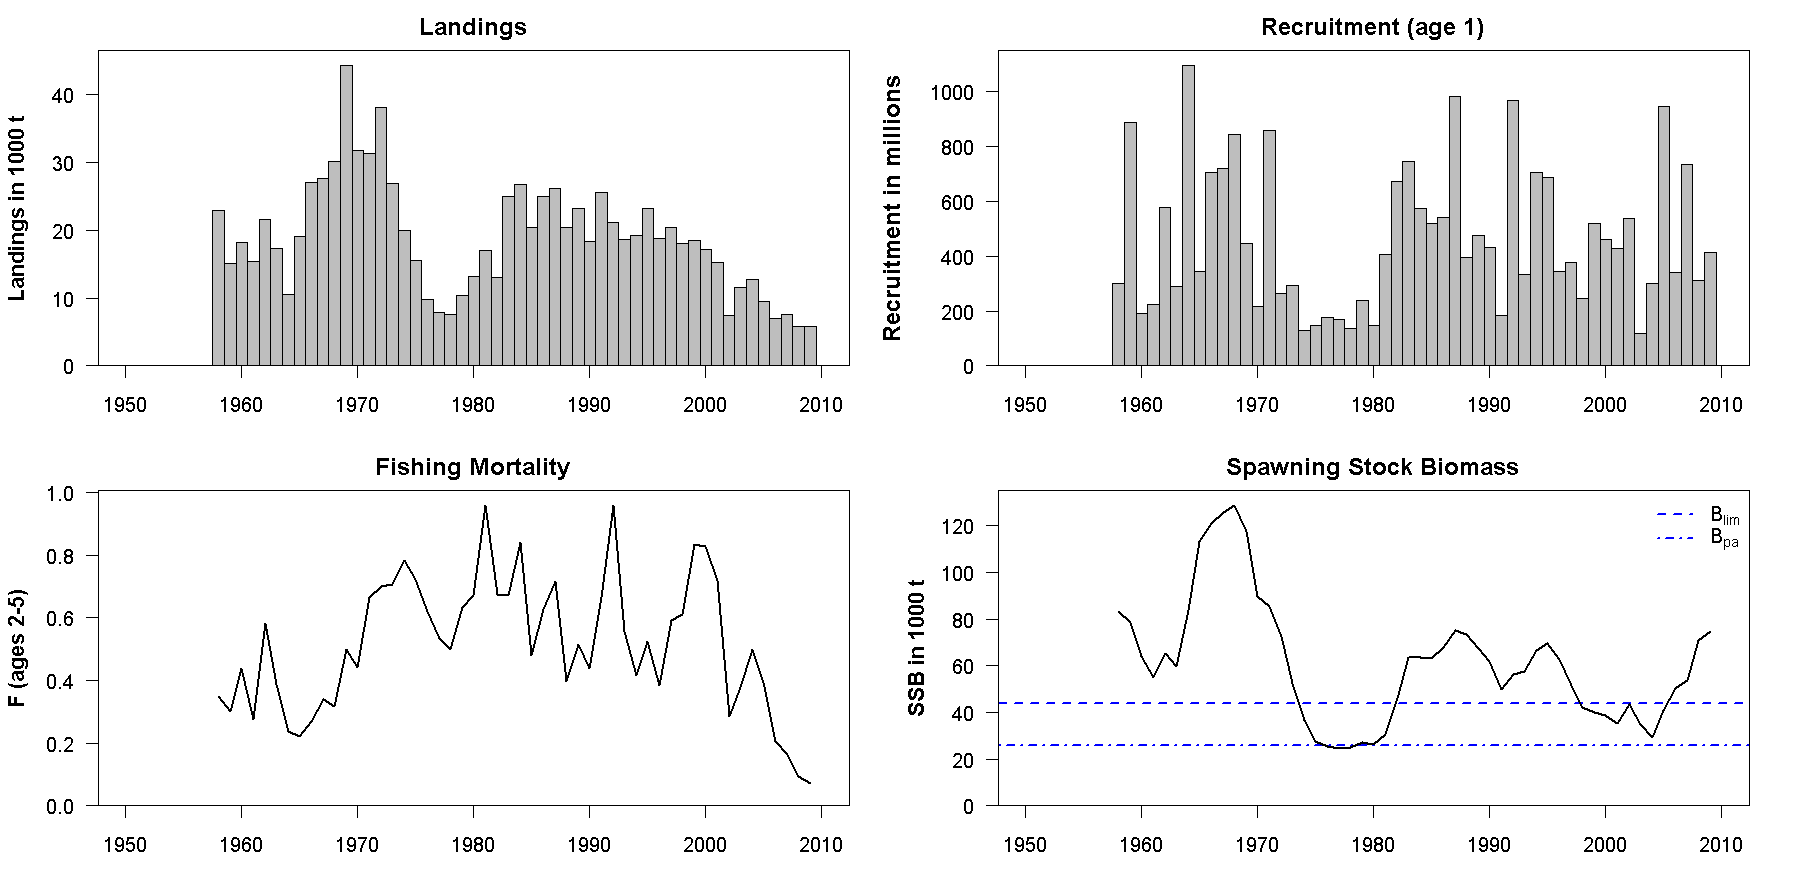 Landings
Landings in 1000 t
40
30
20
10
0
1950 1960 1970 1980 1990 2000 2010
Recruitment (age 1)
Recruitment in millions
1000
800
600
400
200
0
1950 1960 1970 1980 1990 2000 2010
Fishing Mortality
F (ages 2-5)
1.0
0.8
0.6
0.4
0.2
0.0
1950 1960 1970 1980 1990 2000 2010
Spawning Stock Biomass
SSB in 1000 t
120
100
80
60
40
20
0
Blim
Bpa
1950 1960 1970 1980 1990 2000 2010